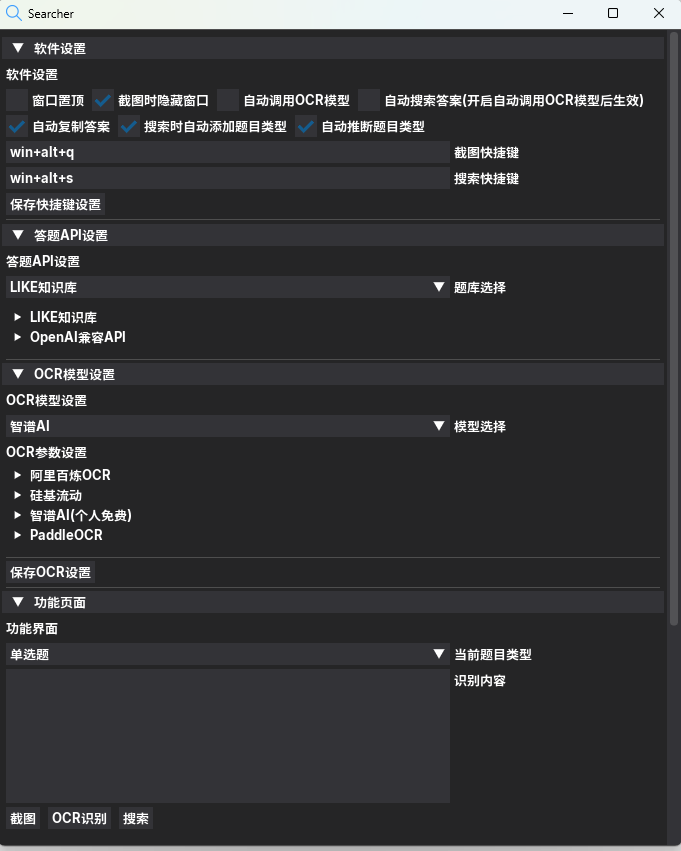 Searcher
软件设置
软件设置
窗口置顶 截图时隐藏窗口 自动调用OCR模型 自动搜索答案(开启自动调用OCR模型后生效)
自动复制答案 搜索时自动添加题目类型 自动推断题目类型
win+alt+q 截图快捷键
win+alt+s 搜索快捷键
保存快捷键设置
答题API设置
答题API设置
LIKE知识库 题库选择
LIKE知识库
OpenAI兼容API
OCR模型设置
OCR模型设置
智谱AI 模型选择
OCR参数设置
阿里百炼OCR
硅基流动
智谱AI(个人免费)
PaddleOCR
保存OCR设置
功能页面
功能界面
单选题 当前题目类型
识别内容
截图 OCR识别 搜索